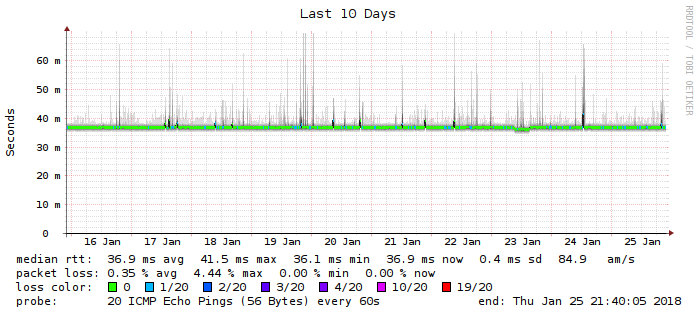 Last 10 Days
RRDTOOL / TOBI OETIKER
Seconds
60 m
50 m
40 m
30 m
20 m
10 m
0
16 Jan 17 Jan 18 Jan 19 Jan 20 Jan 21 Jan 22 Jan 23 Jan 24 Jan 25 Jan
median rtt: 36.9 ms avg 41.5 ms max 36.1 ms min 36.9 ms now 0.4 ms sd 84.9 am/s
packet loss: 0.35 % avg 4.44 % max 0.00 % min 0.00 % now
loss color: 0 1/20 2/20 3/20 4/20 10/20 19/20
probe: 20 ICMP Echo Pings (56 Bytes) every 60s end: Thu Jan 25 21:40:05 2018